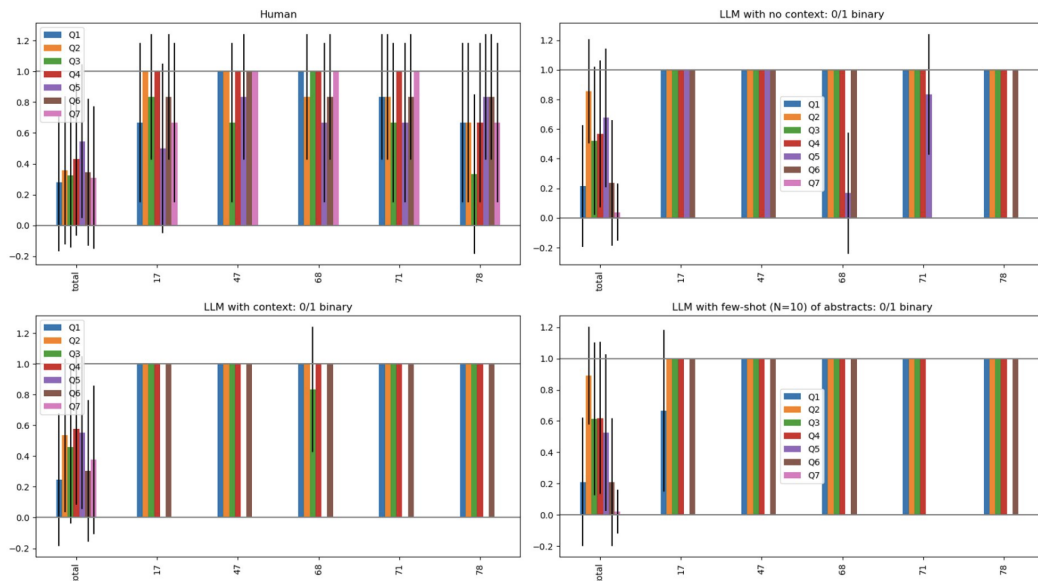 Human
1.2
1.0
0.8
0.6
0.4
0.2
0.0
−0.2
Q1
Q2
Q3
Q4
Q5
Q6
Q7
total
17
47
68
71
78
LLM with no context: 0/1 binary
1.2
1.0
0.8
0.6
0.4
0.2
0.0
−0.2
Q1
Q2
Q3
Q4
Q5
Q6
Q7
total
17
47
68
71
78
LLM with context: 0/1 binary
1.2
1.0
0.8
0.6
0.4
0.2
0.0
−0.2
Q1
Q2
Q3
Q4
Q5
Q6
Q7
total
17
47
68
71
78
LLM with few-shot (N=10) of abstracts: 0/1 binary
1.2
1.0
0.8
0.6
0.4
0.2
0.0
−0.2
Q1
Q2
Q3
Q4
Q5
Q6
Q7
total
17
47
68
71
78